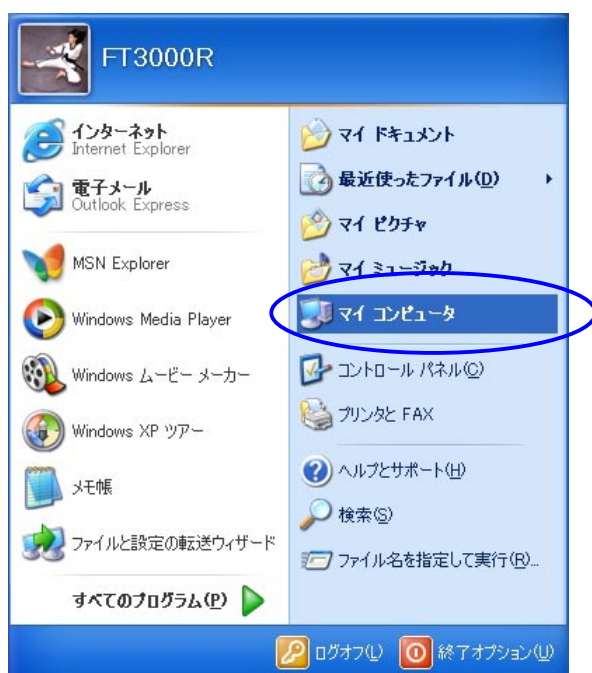 FT3000R
インターネット
Internet Explorer
電子メール
Outlook Express
MSN Explorer
Windows Media Player
Windows ムービー メーカー
Windows XP ツアー
メモ帳
ファイルと設定の転送ウィザード
すべてのプログラム(P)
マイ ドキュメント
最近使ったファイル(D)
マイ ピクチャ
マイ ミュージック
マイ コンピュータ
コントロール パネル(C)
プリンタと FAX
ヘルプとサポート(H)
検索(S)
ファイル名を指定して実行(R)...
ログオフ(L)
終了オプション(U)